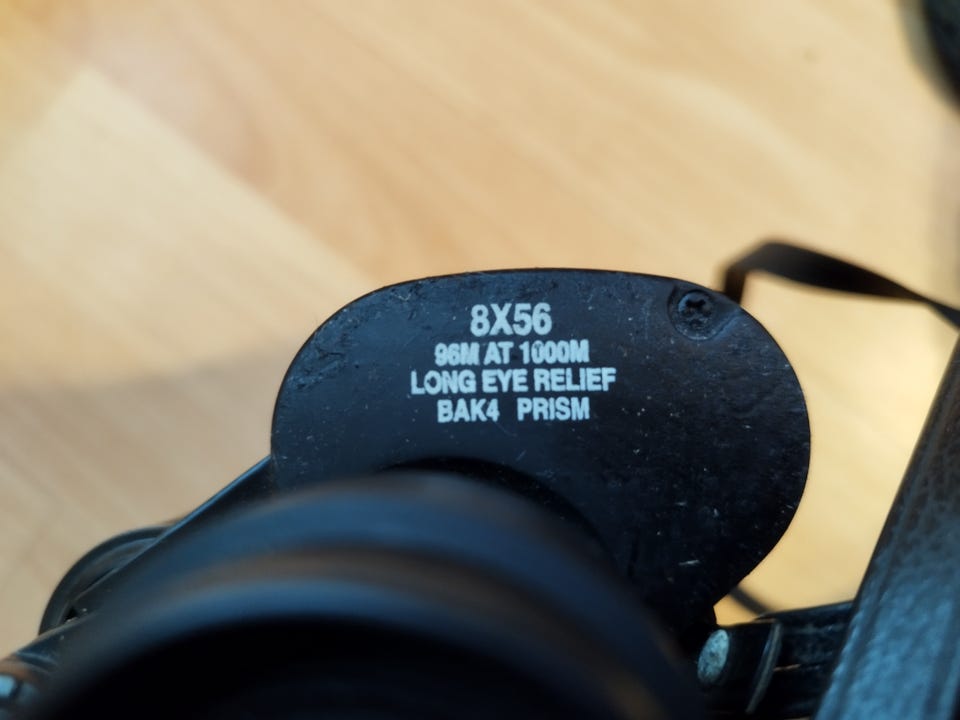 8X56
96M AT 1000M
LONG EYE RELIEF
BAK4 PRISM